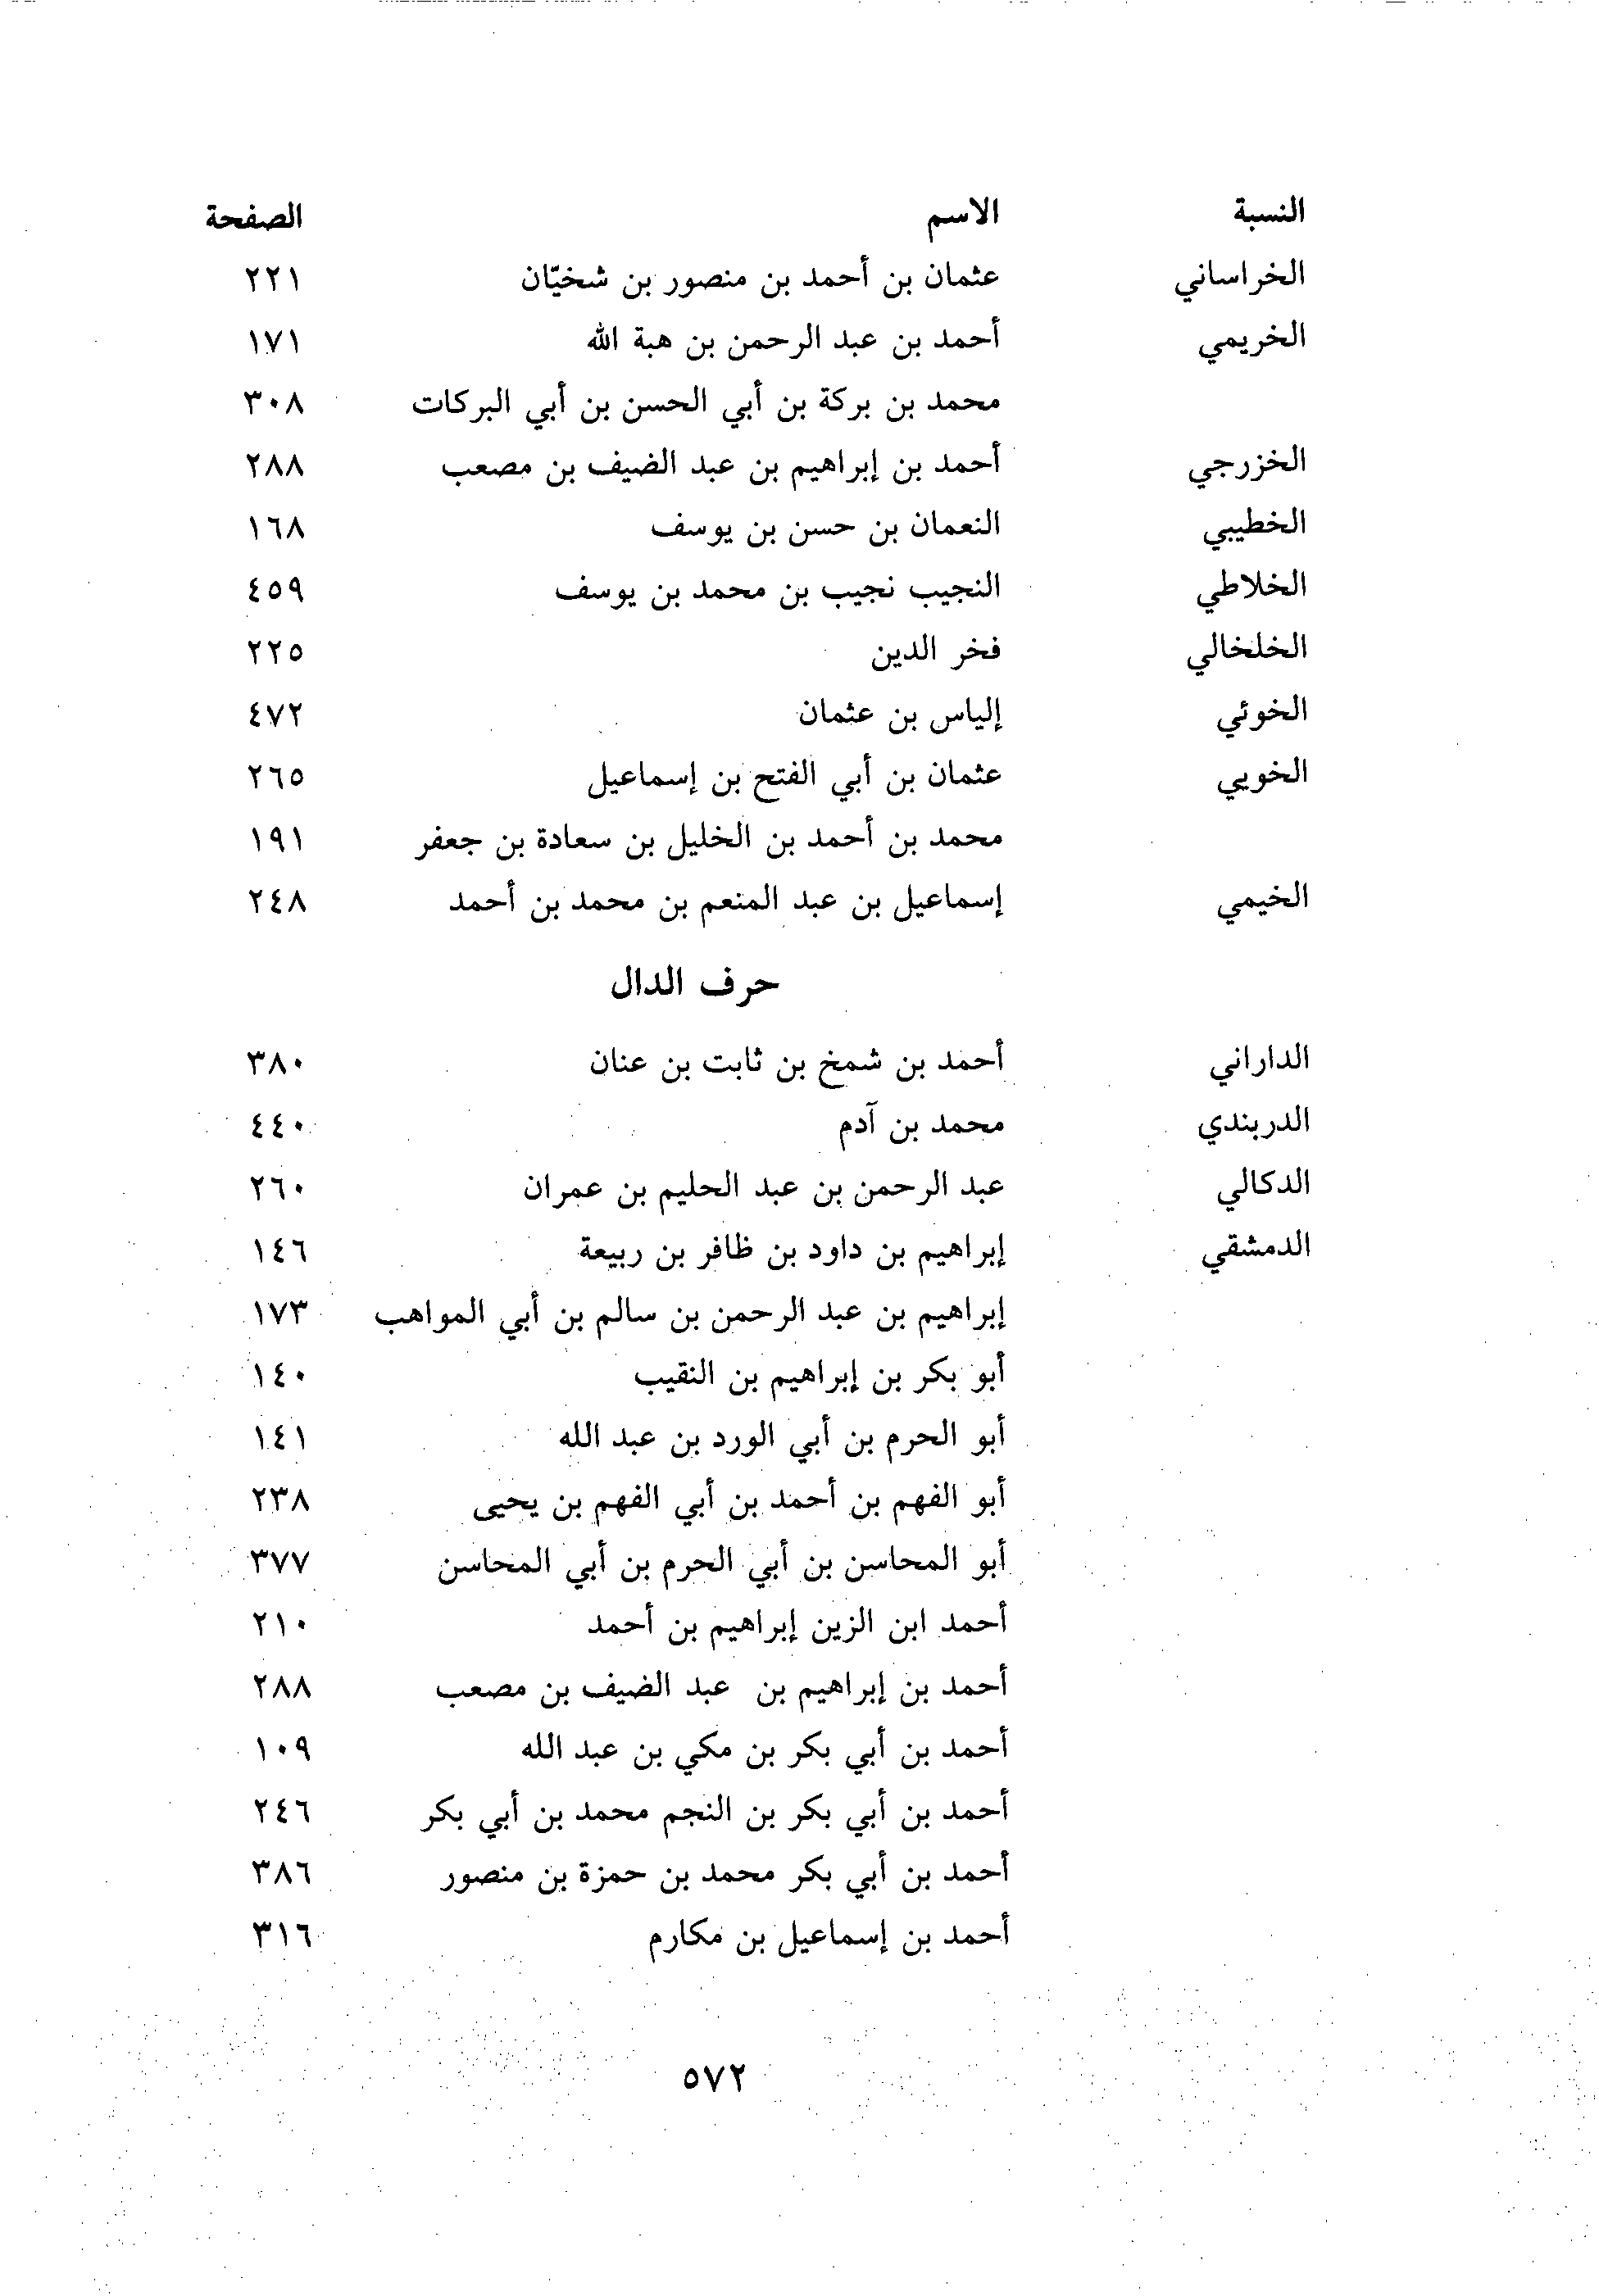 النسبة الاسم الصفحة
الخراساني عثمان بن أحمد بن منصور بن شخيّان ٢٢١
الخريمي أحمد بن عبد الرحمن بن هبة الله ١٧١
محمد بن بركة بن أبي الحسن بن أبي البركات ٣٠٨
الخزرجي أحمد بن إبراهيم بن عبد الضيف بن مصعب ٢٨٨
الخطيبي النعمان بن حسن بن يوسف ١٦٨
الخلاطي النجيب نجيب بن محمد بن يوسف ٤٥٩
الخلخالي فخر الدين ٢٢٥
الخوئي إلياس بن عثمان ٤٧٢
الخويي عثمان بن أبي الفتح بن إسماعيل ٢٦٥
محمد بن أحمد بن الخليل بن سعادة بن جعفر ١٩١
الخيمي إسماعيل بن عبد المنعم بن محمد بن أحمد ٢٤٨
حرف الدال
الداراني أحمد بن شمخ بن ثابت بن عنان ٣٨٠
الدربندي محمد بن آدم ٤٤٠
الدكالي عبد الرحمن بن عبد الحليم بن عمران ٢٦٠
الدمشقي إبراهيم بن داود بن ظافر بن ربيعة ١٤٦
إبراهيم بن عبد الرحمن بن سالم بن أبي المواهب ١٧٣
أبو بكر بن إبراهيم بن النقيب ١٤٠
أبو الحرم بن أبي الورد بن عبد الله ١٤١
أبو الفهم بن أحمد بن أبي الفهم بن يحيى ٢٣٨
أبو المحاسن بن أبي الحرم بن أبي المحاسن ٣٧٧
أحمد ابن الزين إبراهيم بن أحمد ٢١٠
أحمد بن إبراهيم بن عبد الضيف بن مصعب ٢٨٨
أحمد بن أبي بكر بن مكي بن عبد الله ١٠٩
أحمد بن أبي بكر بن النجم محمد بن أبي بكر ٢٤٦
أحمد بن أبي بكر محمد بن حمزة بن منصور ٣٨٦
أحمد بن إسماعيل بن مكارم ٣١٦
٥٧٢